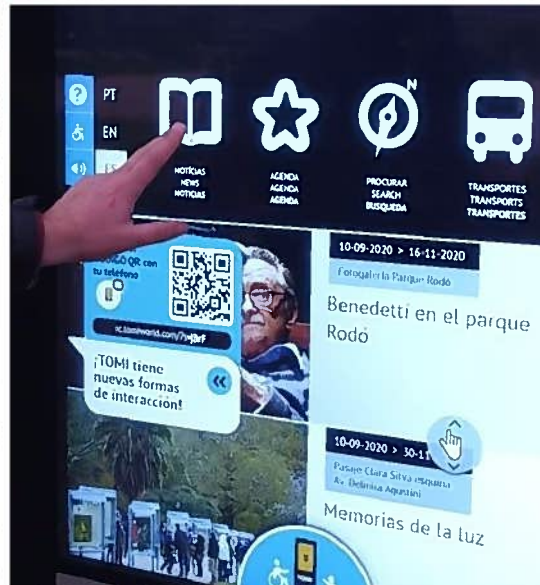 PT
EN
ES
NOTÍCIAS
NEWS
NOTICIAS
AGENDA
AGENDA
AGENDA
PROCURAR
SEARCH
BUSQUEDA
TRANSPORTES
TRANSPORTS
TRANSPORTES
N
QR con
tu teléfono
¡TOMI tiene
nuevas formas
de interacción!
10-09-2020 > 16-11-2020
Fotogalería Parque Rodó
Benedetti en el parque
Rodó
10-09-2020 > 30-11
Pasaje Clara Silva esquina
Av. Delmira Agustini
Memorias de la luz